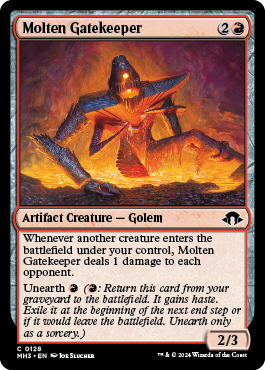 Molten Gatekeeper 2
Artifact Creature — Golem
Whenever another creature enters the
battlefield under your control, Molten
Gatekeeper deals 1 damage to each
opponent.
Unearth (: Return this card from your
graveyard to the battlefield. It gains haste.
Exile it at the beginning of the next end step or
if it would leave the battlefield. Unearth only
as a sorcery.)
2/3
C 0128
MH3 • EN Joe Slucher
™ & © 2024 Wizards of the Coast